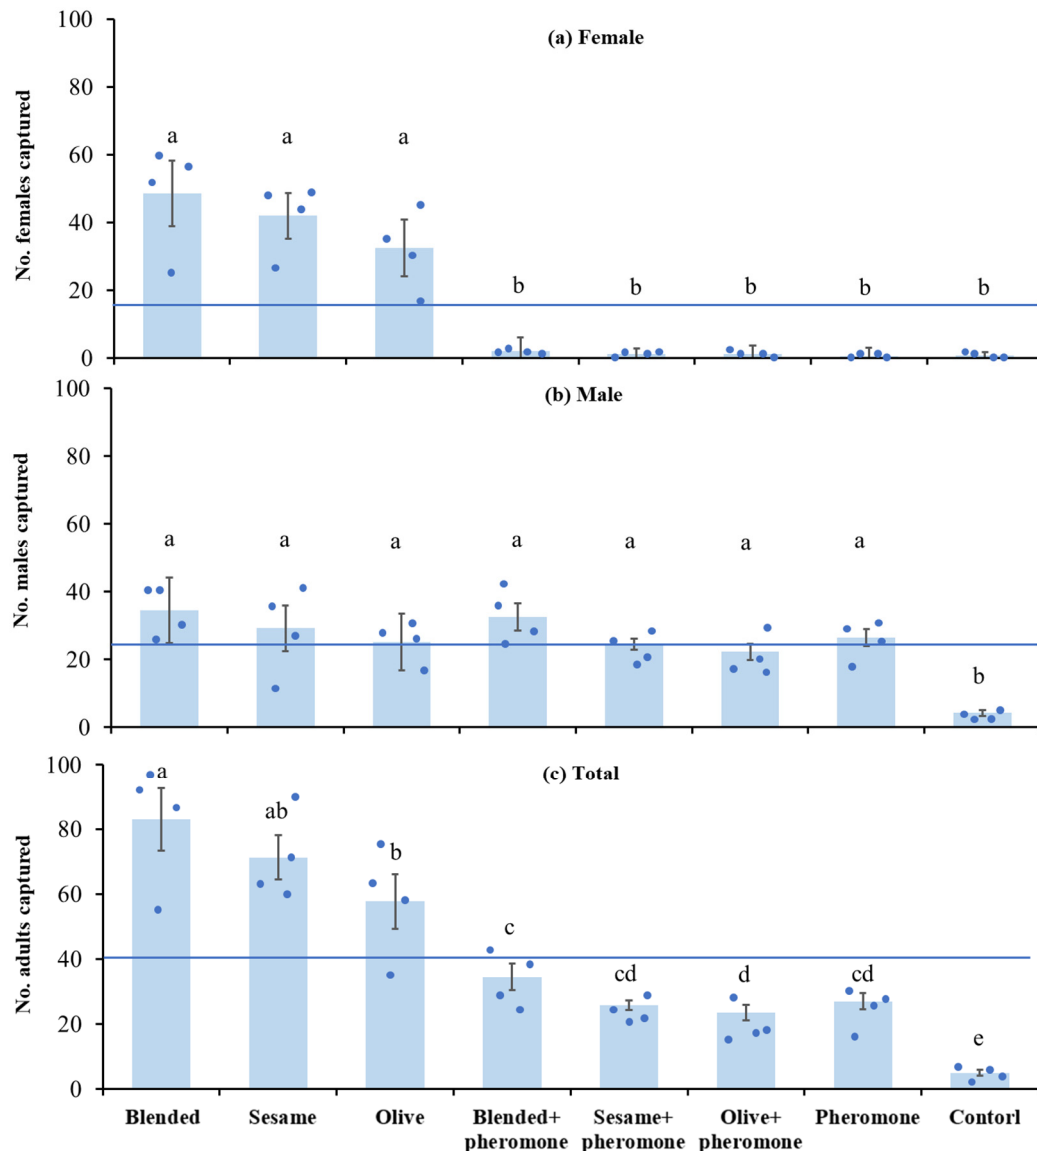 (a) Female
No. females captured
100
80
60
40
20
0
a
a
a
b
b
b
b
b
(b) Male
No. males captured
100
80
60
40
20
0
a
a
a
a
a
a
a
b
(c) Total
No. adults captured
100
80
60
40
20
0
a
ab
b
c
cd
d
cd
e
Blended
Sesame
Olive
Blended+
pheromone
Sesame+
pheromone
Olive+
pheromone
Pheromone
Contorl